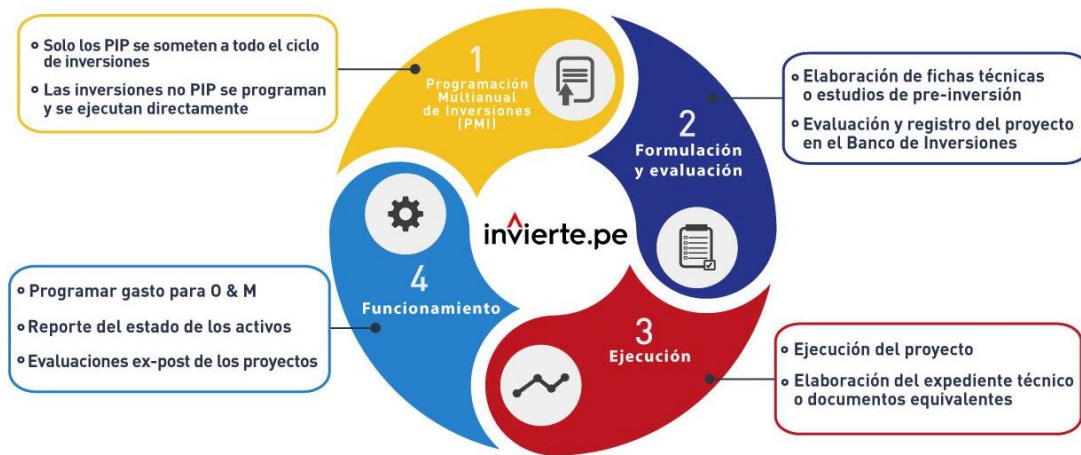 ° Solo los PIP se someten a todo el ciclo
de inversiones
° Las inversiones no PIP se programan
y se ejecutan directamente
1
Programación
Multianual
de Inversiones
(PMI)
2
Formulación
y evaluación
° Elaboración de fichas técnicas
o estudios de pre-inversión
° Evaluación y registro del proyecto
en el Banco de Inversiones
invierte.pe
4
Funcionamiento
° Programar gasto para O & M
° Reporte del estado de los activos
° Evaluaciones ex-post de los proyectos
3
Ejecución
° Ejecución del proyecto
° Elaboración del expediente técnico
o documentos equivalentes